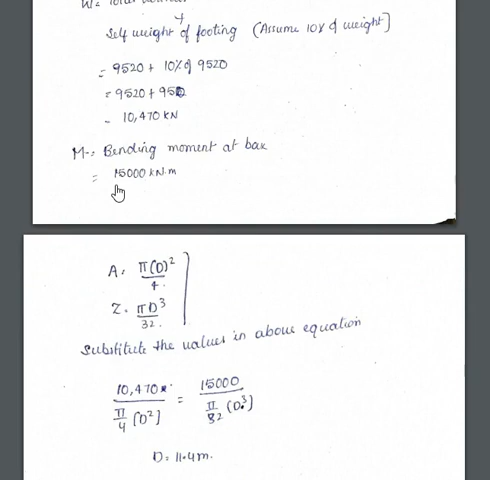 Self weight of footing (Assume 10% of weight]
= 9520 + 10% of 9520
= 9520 + 950
= 10,470 KN
M = Bending moment at base
= 15000 KN.m
A = π(D)²/4.
Z = πD³/32.
Substitute the values in above equation
10,470/(π/4 (D²)) = 15000/(π/32 (D³))
D = 11.4m.